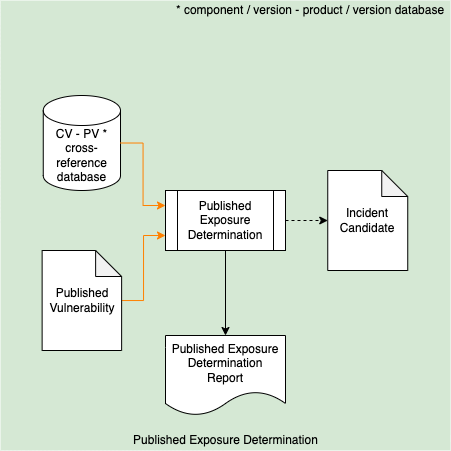 * component / version - product / version database
CV - PV *
cross-
reference
database
Published
Exposure
Determination
Incident
Candidate
Published
Vulnerability
Published Exposure
Determination
Report
Published Exposure Determination